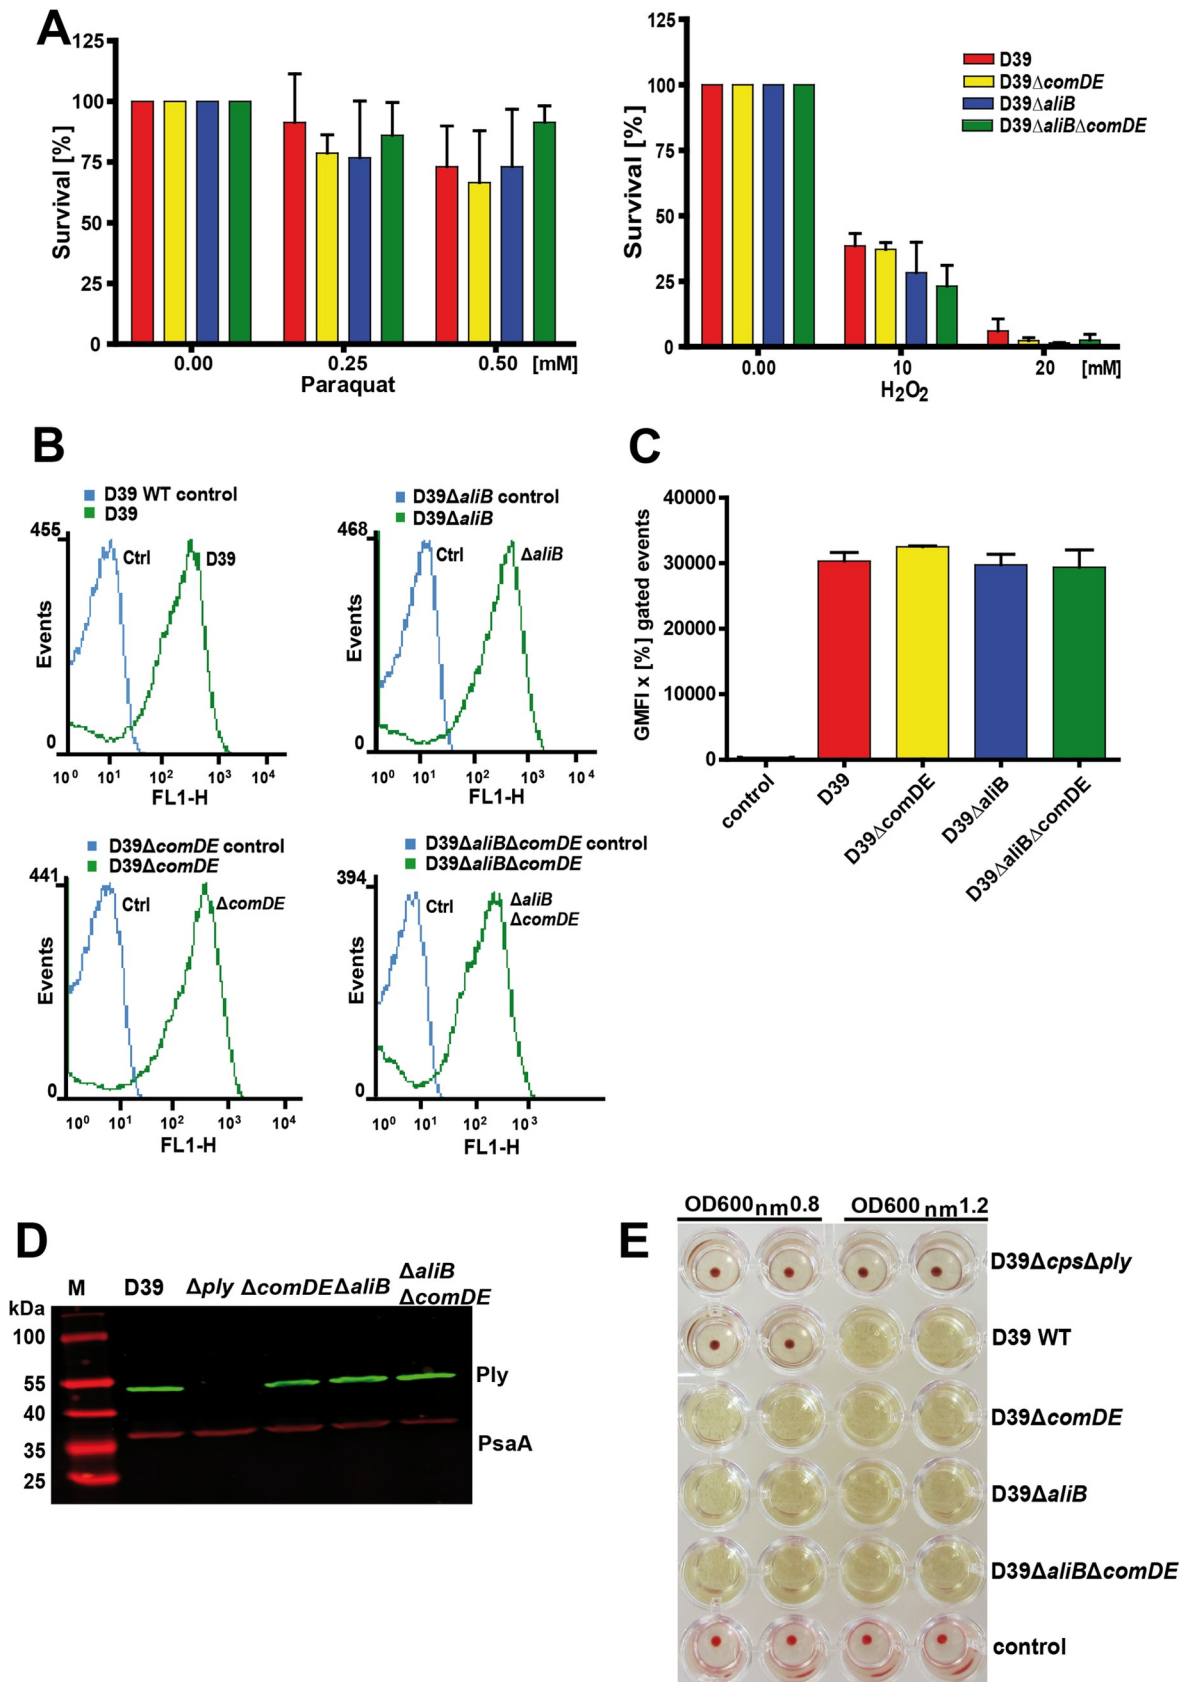 A
125
100
75
50
25
0
Survival [%]
0.00 0.25 0.50 [mM]
Paraquat
125
100
75
50
25
0
Survival [%]
0.00 10 20 [mM]
H₂O₂
D39
D39ΔcomDE
D39ΔaliB
D39ΔaliBΔcomDE
B
D39 WT control
D39
455
Ctrl
D39
Events
0
10⁰ 10¹ 10² 10³ 10⁴
FL1-H
D39ΔaliB control
D39ΔaliB
468
Ctrl
ΔaliB
Events
0
10⁰ 10¹ 10² 10³ 10⁴
FL1-H
D39ΔcomDE control
D39ΔcomDE
441
Ctrl
ΔcomDE
Events
0
10⁰ 10¹ 10² 10³ 10⁴
FL1-H
D39ΔaliBΔcomDE control
D39ΔaliBΔcomDE
394
Ctrl
ΔaliB
ΔcomDE
Events
0
10⁰ 10¹ 10² 10³
FL1-H
C
40000
30000
20000
10000
0
GMFI x [%] gated events
control
D39
D39ΔcomDE
D39ΔaliB
D39ΔaliBΔcomDE
D
kDa
M D39 Δply ΔcomDE ΔaliB ΔaliB
ΔcomDE
100
55
40
35
25
Ply
PsaA
E
OD600nm0.8 OD600nm1.2
D39ΔcpsΔply
D39 WT
D39ΔcomDE
D39ΔaliB
D39ΔaliBΔcomDE
control